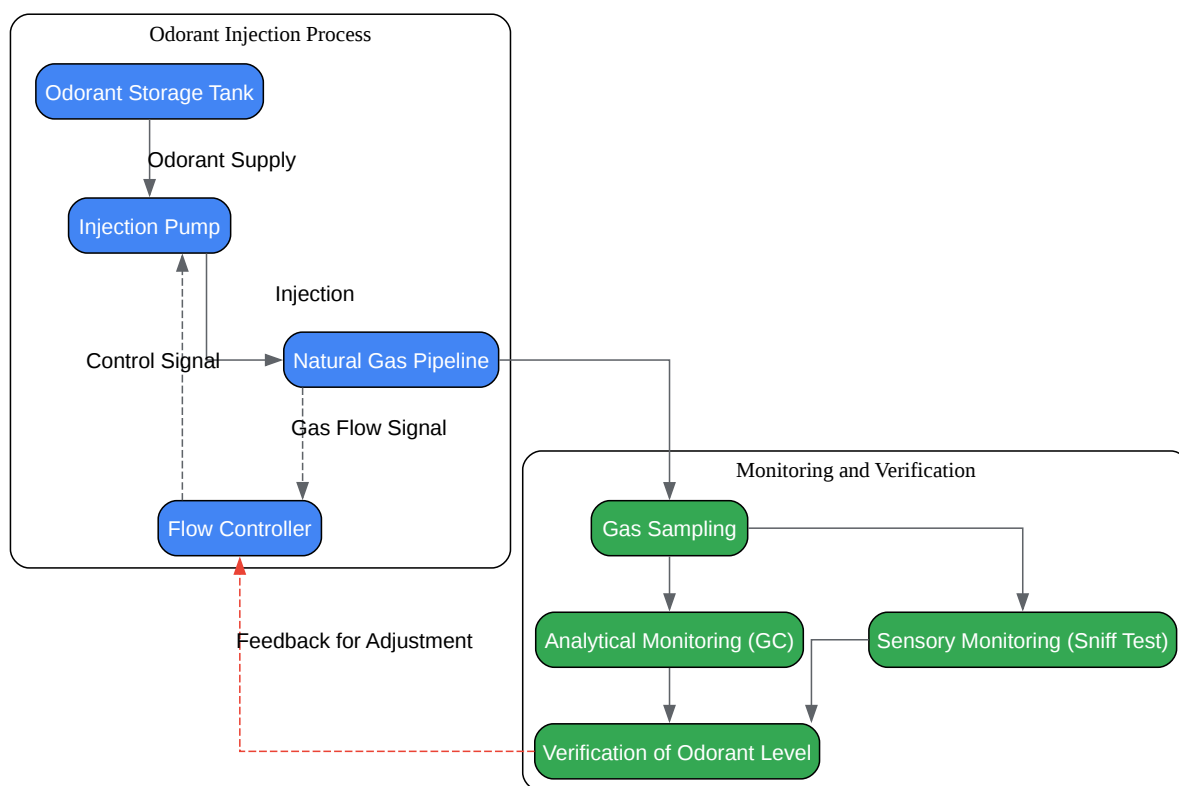 Odorant Injection Process
Odorant Storage Tank
Odorant Supply
Injection Pump
Injection
Control Signal
Natural Gas Pipeline
Gas Flow Signal
Flow Controller
Feedback for Adjustment
Monitoring and Verification
Gas Sampling
Analytical Monitoring (GC)
Sensory Monitoring (Sniff Test)
Verification of Odorant Level